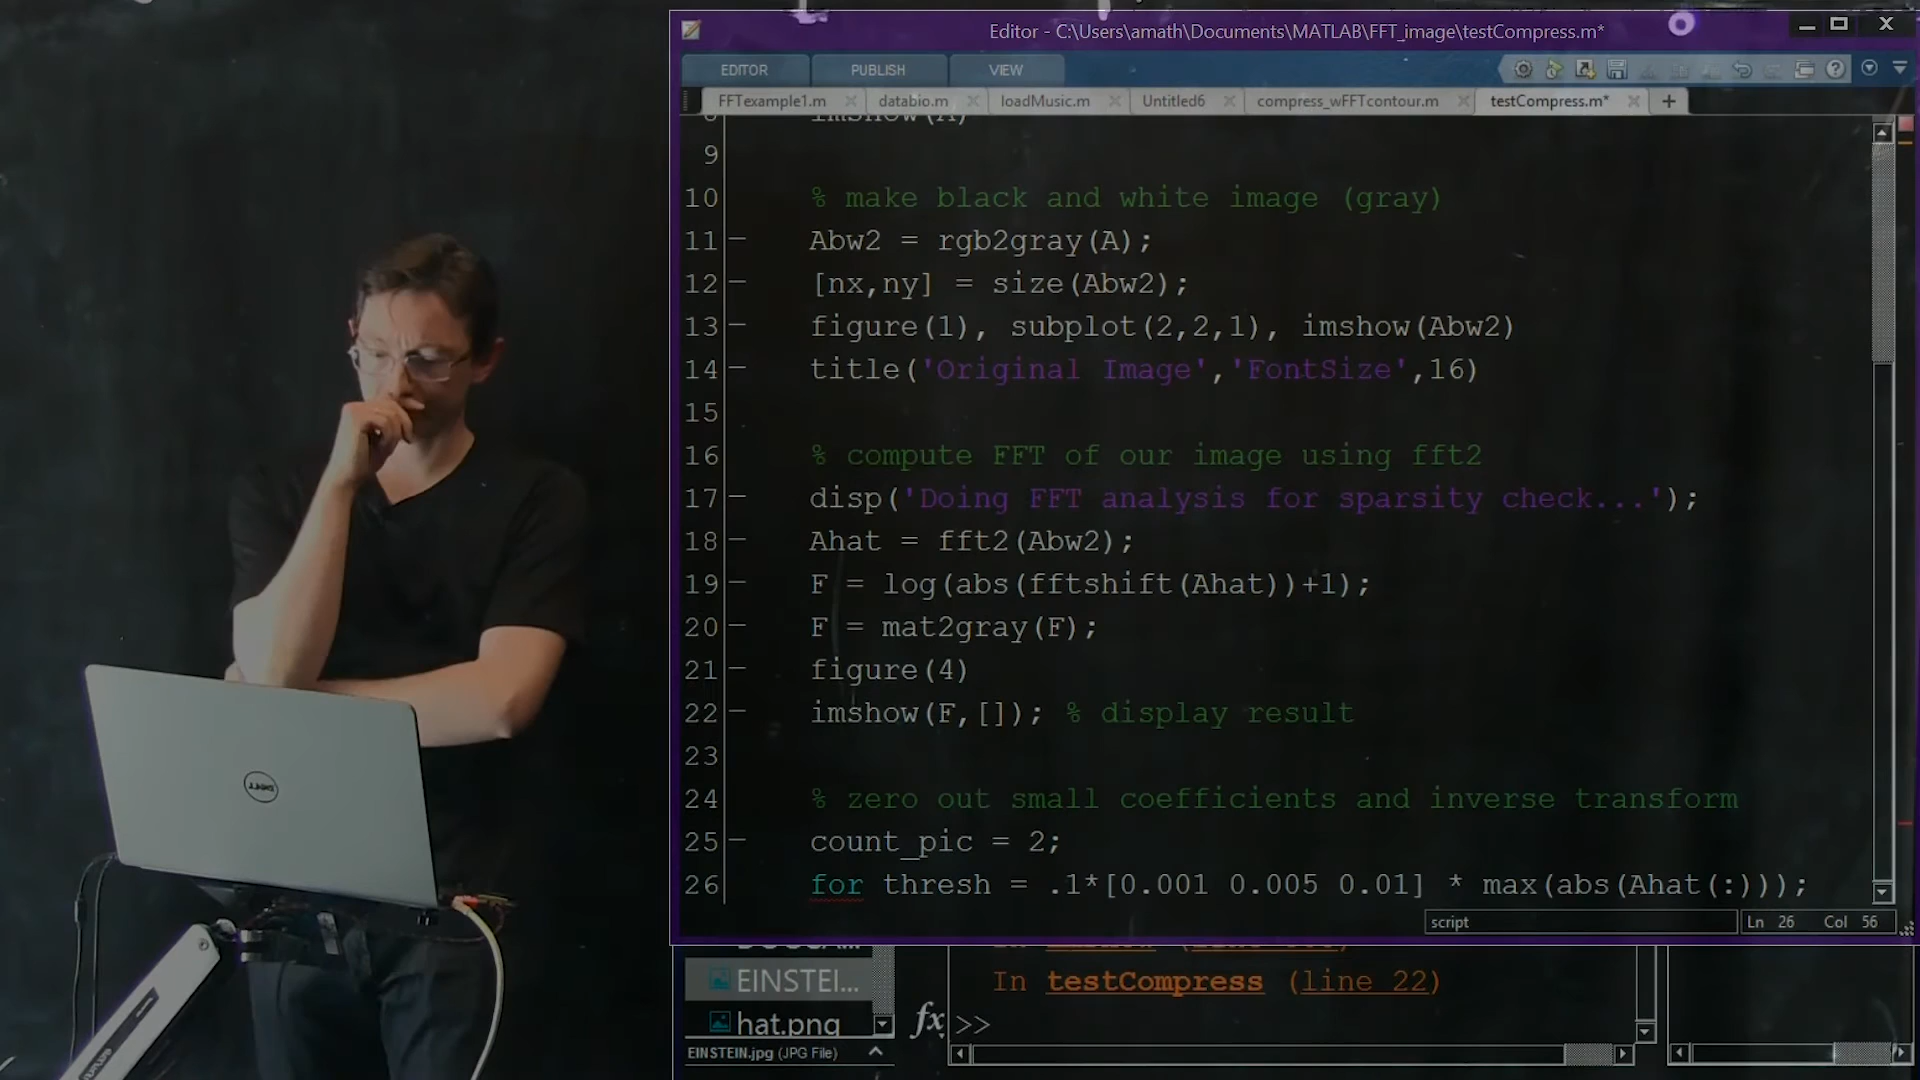 Editor - C:\Users\amath\Documents\MATLAB\FFT_image\testCompress.m*
EDITOR PUBLISH VIEW
FFTexample1.m databio.m loadMusic.m Untitled6 compress_wFFTcontour.m testCompress.m*
8 imshow(A)
9
10 % make black and white image (gray)
11 Abw2 = rgb2gray(A);
12 [nx,ny] = size(Abw2);
13 figure(1), subplot(2,2,1), imshow(Abw2)
14 title('Original Image','FontSize',16)
15
16 % compute FFT of our image using fft2
17 disp('Doing FFT analysis for sparsity check...');
18 Ahat = fft2(Abw2);
19 F = log(abs(fftshift(Ahat))+1);
20 F = mat2gray(F);
21 figure(4)
22 imshow(F,[]); % display result
23
24 % zero out small coefficients and inverse transform
25 count_pic = 2;
26 for thresh = .1*[0.001 0.005 0.01] * max(abs(Ahat(:)));
script Ln 26 Col 56
EINSTEI...
hat.png
EINSTEIN.jpg (JPG File)
In testCompress (line 22)
fx >>
DELL